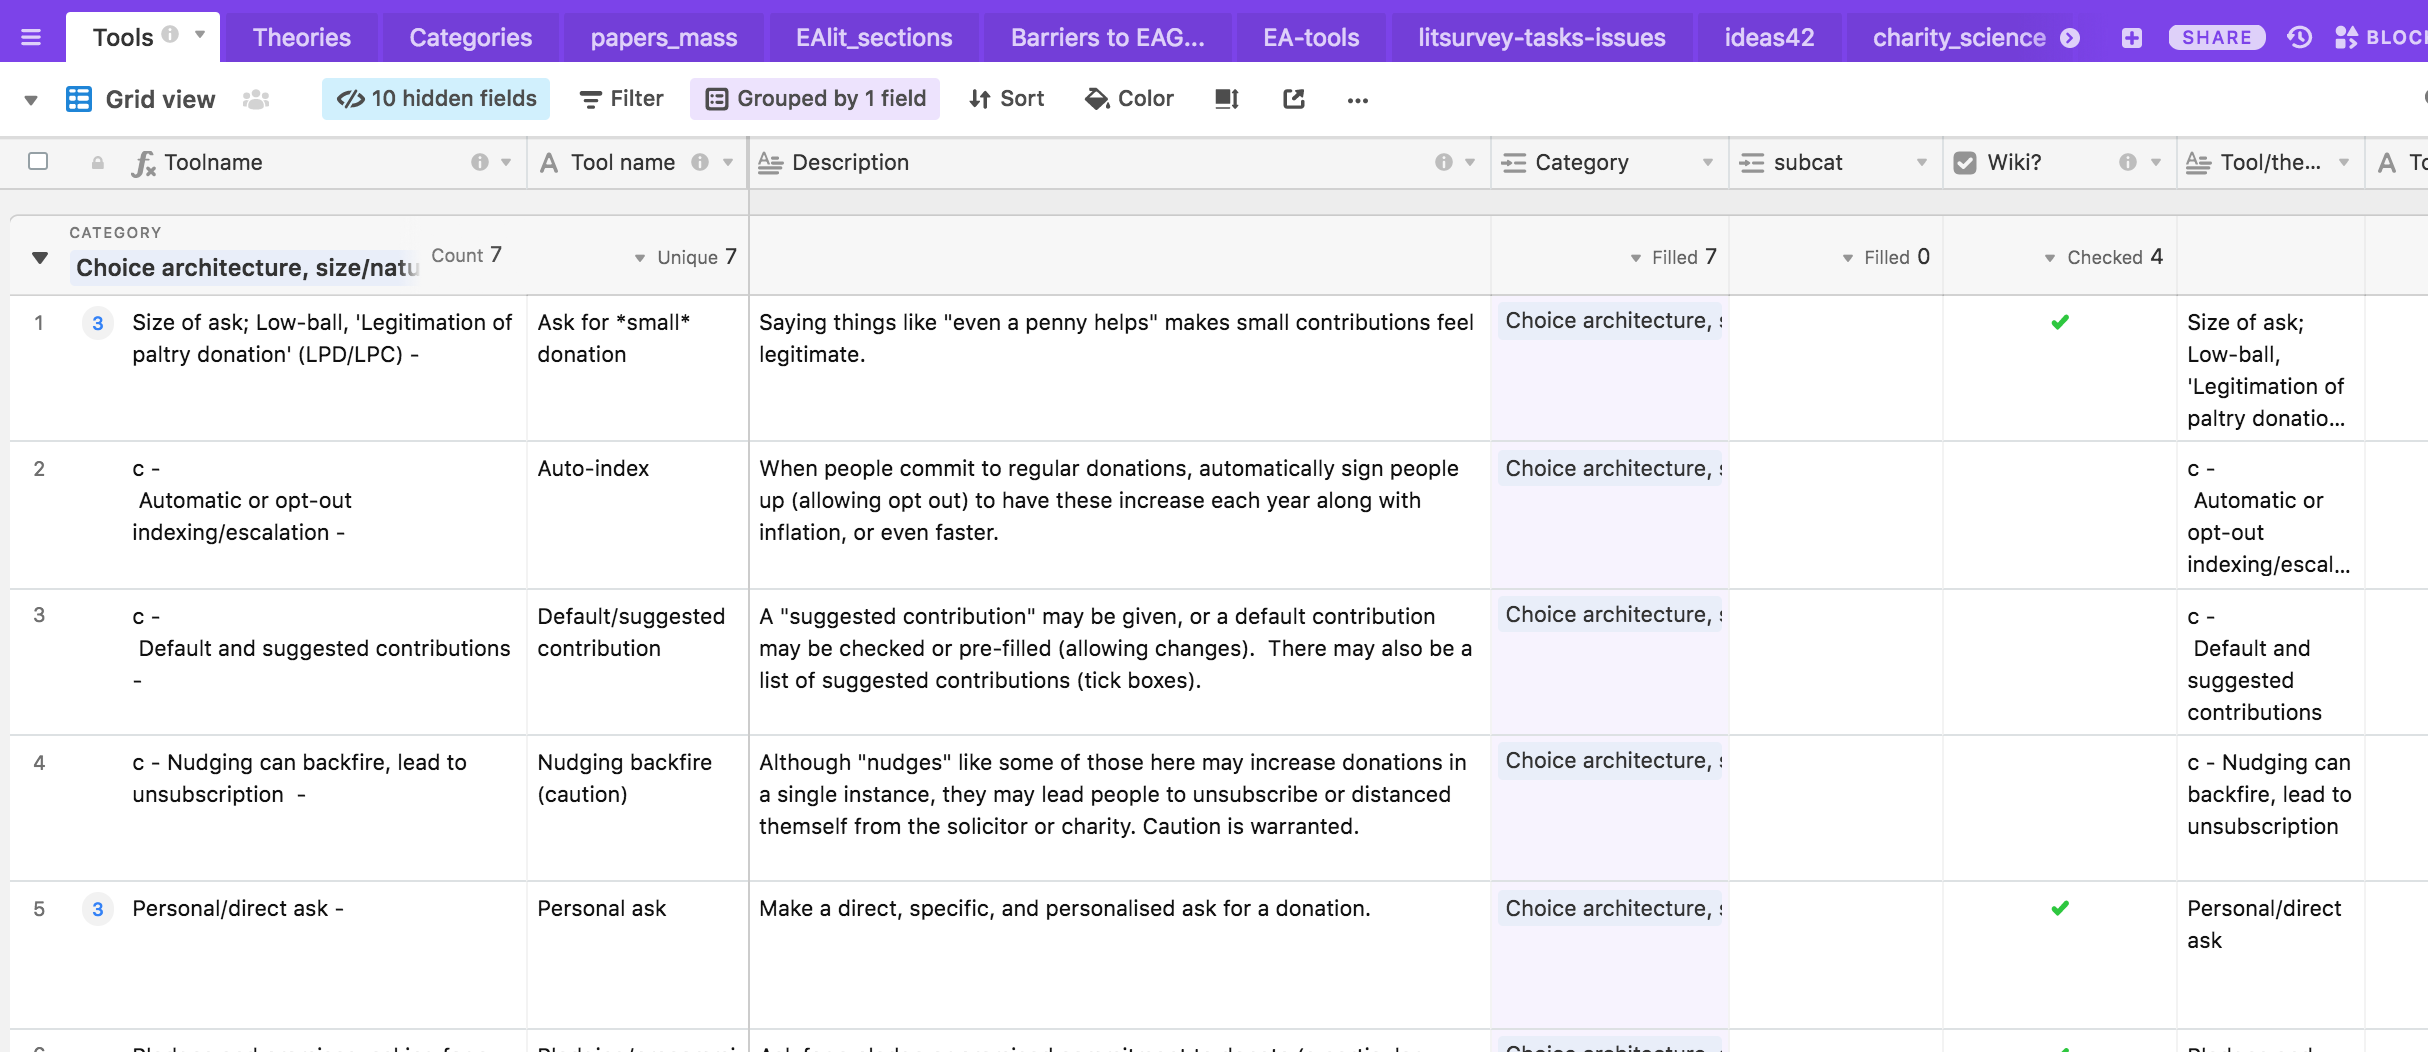 Tools Theories Categories papers_mass EAlit_sections Barriers to EAG... EA-tools litsurvey-tasks-issues ideas42 charity_science SHARE
Grid view 10 hidden fields Filter Grouped by 1 field Sort Color ...
Toolname Tool name Description Category subcat Wiki? Tool/the...
CATEGORY
Choice architecture, Count 7 Unique 7 Filled 7 Filled 0 Checked 4
1 3 Size of ask; Low-ball, 'Legitimation of Ask for *small* Saying things like "even a penny helps" makes small contributions feel Choice architecture, Size of ask;
paltry donation' (LPD/LPC) - donation legitimate. Low-ball,
'Legitimation of
paltry donatio...
2 c - Auto-index When people commit to regular donations, automatically sign people Choice architecture, c -
Automatic or opt-out up (allowing opt out) to have these increase each year along with Automatic or
indexing/escalation - inflation, or even faster. opt-out
indexing/escal...
3 c - Default/suggested A "suggested contribution" may be given, or a default contribution Choice architecture, c -
Default and suggested contributions contribution may be checked or pre-filled (allowing changes). There may also be a Default and
- list of suggested contributions (tick boxes). suggested
contributions
4 c - Nudging can backfire, lead to Nudging backfire Although "nudges" like some of those here may increase donations in Choice architecture, c - Nudging can
unsubscription - (caution) a single instance, they may lead people to unsubscribe or distanced backfire, lead to
themself from the solicitor or charity. Caution is warranted. unsubscription
5 3 Personal/direct ask - Personal ask Make a direct, specific, and personalised ask for a donation. Choice architecture, Personal/direct
ask